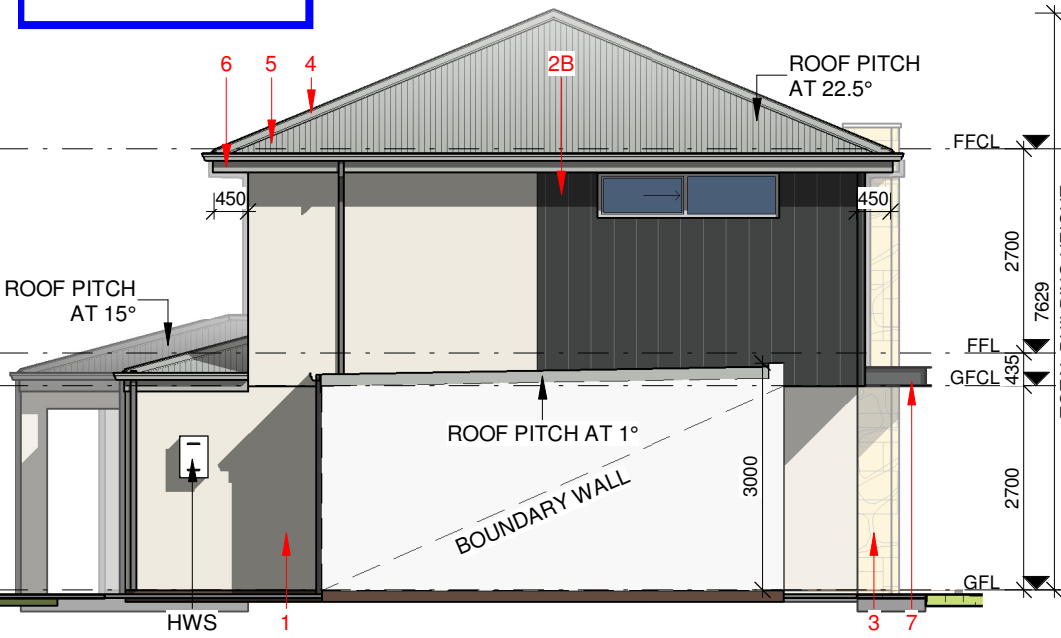 6
5
4
2B
ROOF PITCH
AT 22.5°
FFCL
450
450
2700
7629
ROOF PITCH
AT 15°
FFL
435
GFCL
ROOF PITCH AT 1°
3000
BOUNDARY WALL
2700
GFL
HWS
1
3
7